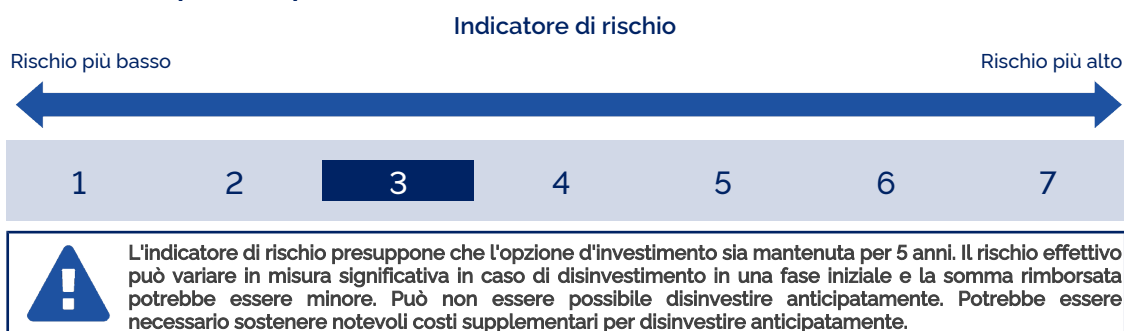 Indicatore di rischio
Rischio più basso
Rischio più alto
1 2 3 4 5 6 7
L'indicatore di rischio presuppone che l'opzione d'investimento sia mantenuta per 5 anni. Il rischio effettivo
può variare in misura significativa in caso di disinvestimento in una fase iniziale e la somma rimborsata
potrebbe essere minore. Può non essere possibile disinvestire anticipatamente. Potrebbe essere
necessario sostenere notevoli costi supplementari per disinvestire anticipatamente.